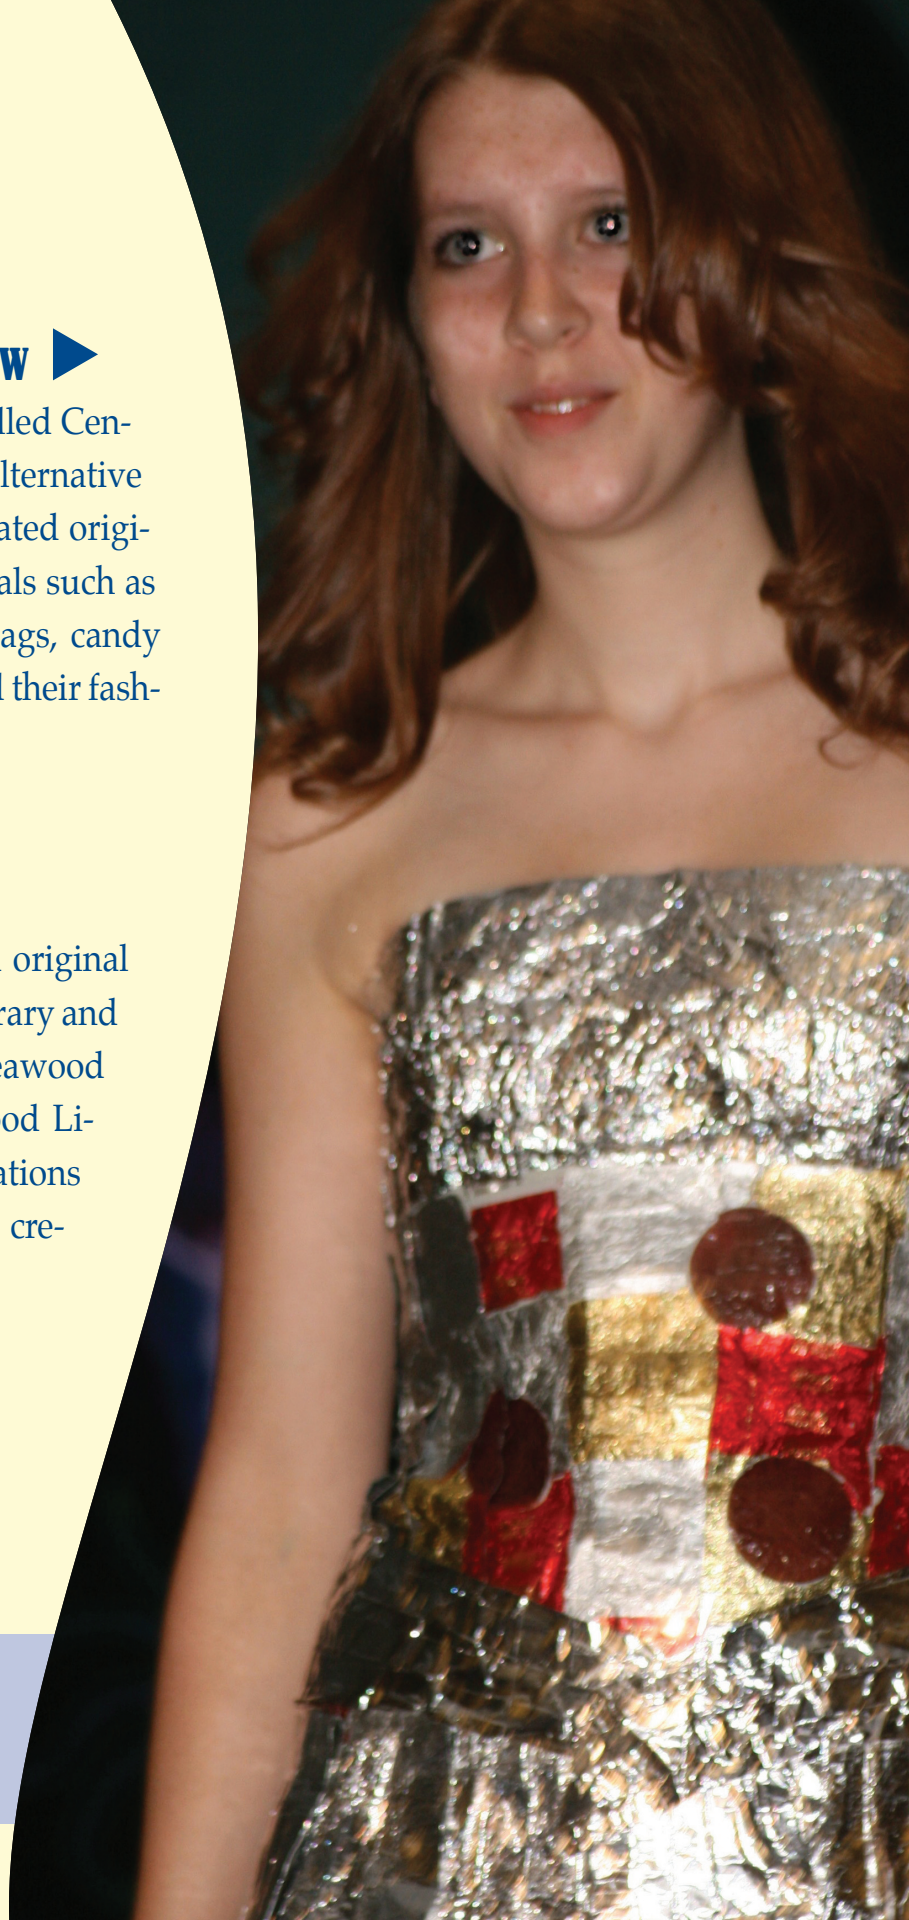 w
lled Cen-
lternative
ated origi-
als such as
ags, candy
l their fash-
original
rary and
eawood
od Li-
ations
cre-